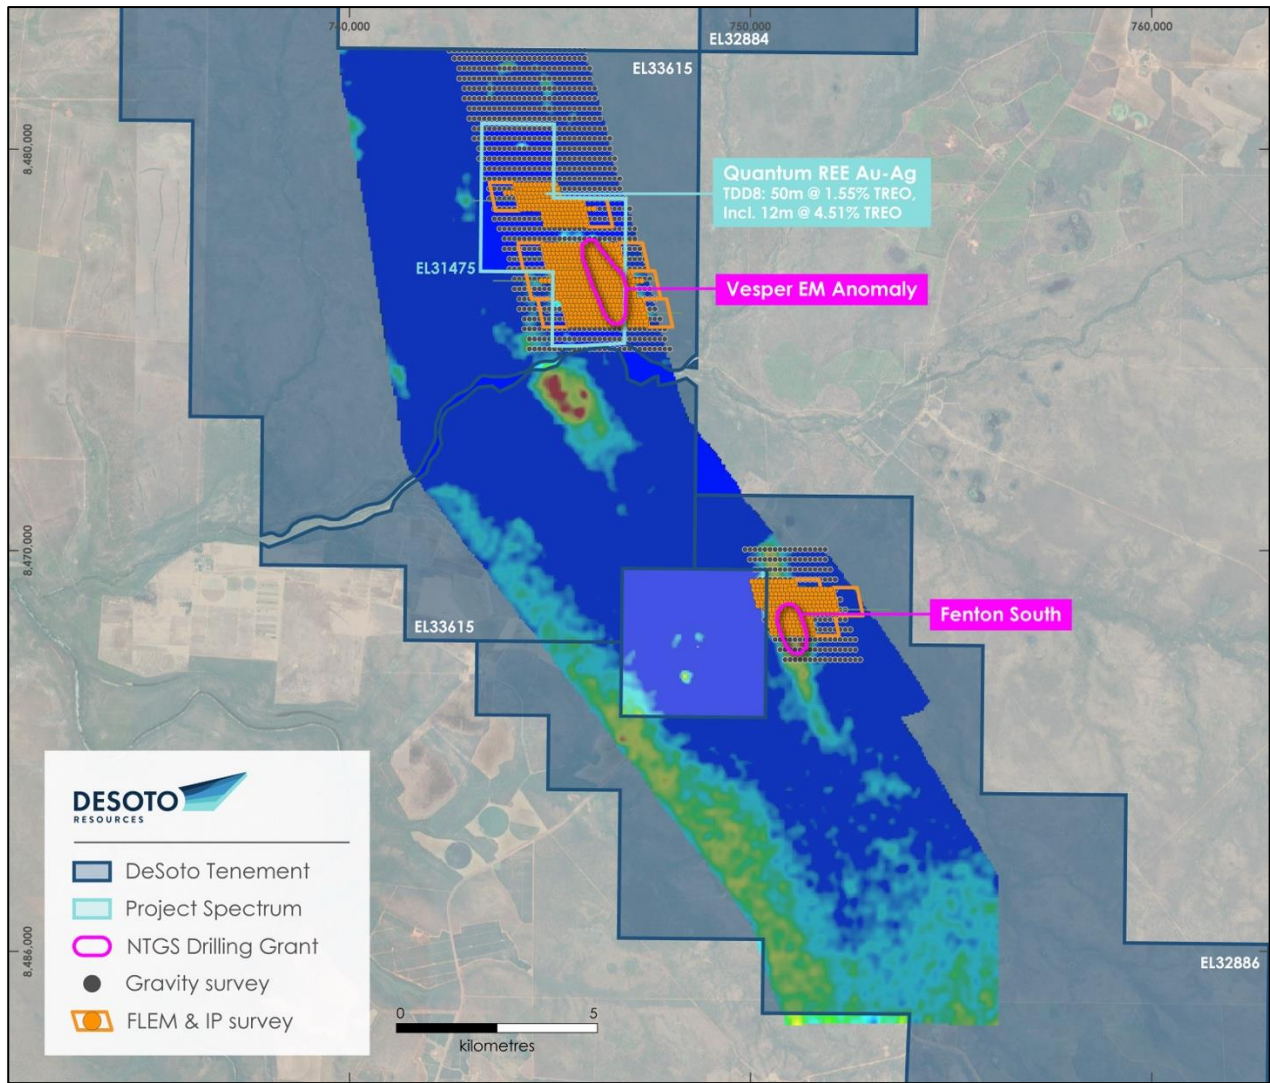 740,000
750,000
760,000
EL32884
EL33615
8,480,000
Quantum REE Au-Ag
TDD8: 50m @ 1.55% TREO,
Incl. 12m @ 4.51% TREO
EL31475
Vesper EM Anomaly
8,470,000
Fenton South
EL33615
8,486,000
EL32886
DESOTO
RESOURCES
DeSoto Tenement
Project Spectrum
NTGS Drilling Grant
Gravity survey
FLEM & IP survey
0 5
kilometres